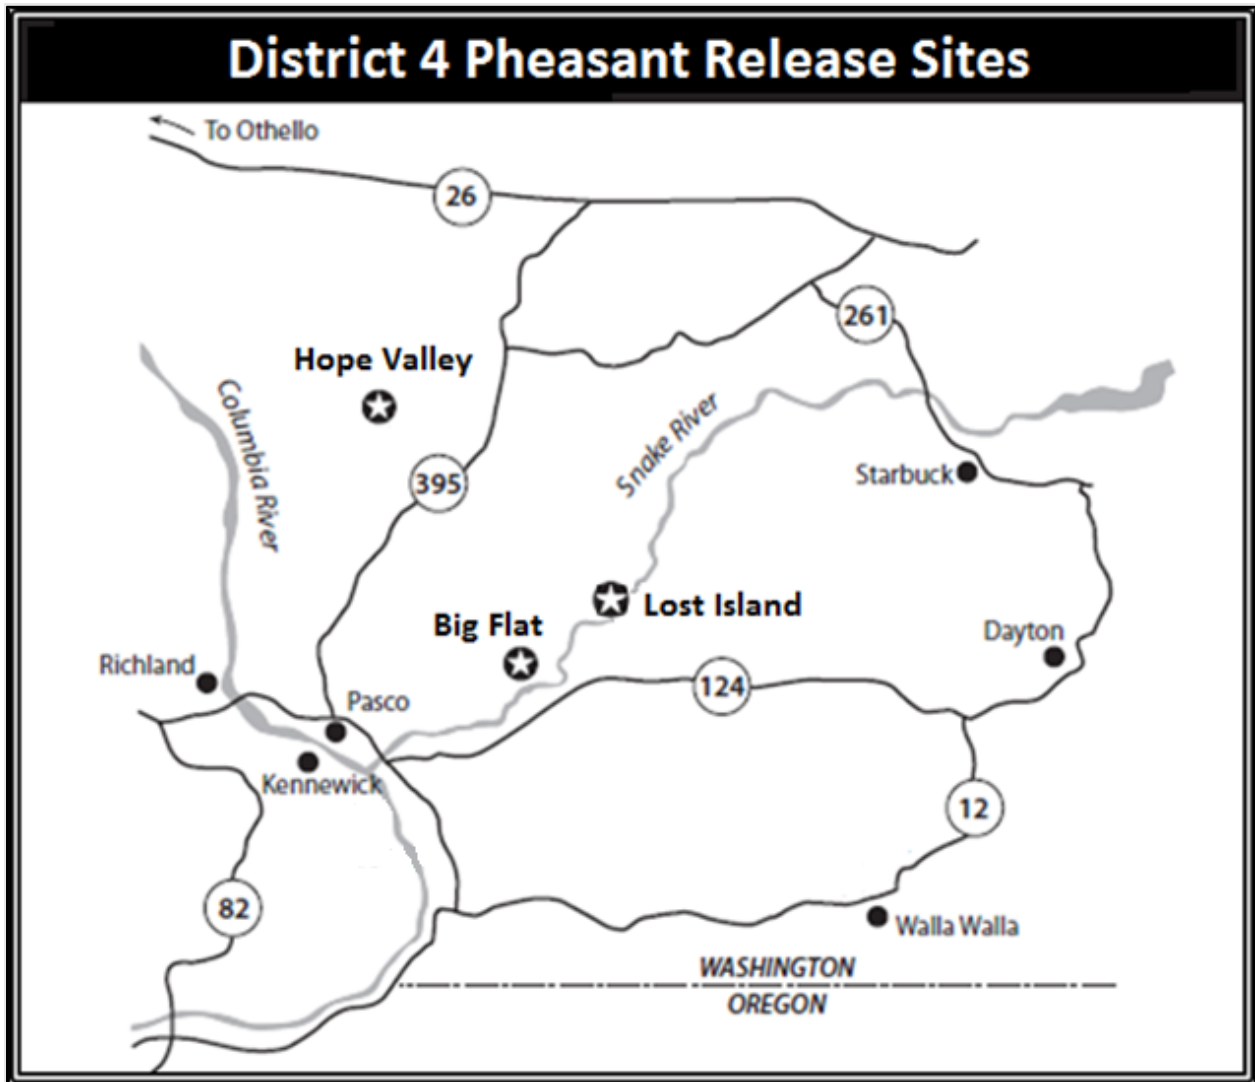 District 4 Pheasant Release Sites
To Othello
26
261
Hope Valley
Columbia River
Snake River
395
Starbuck
Lost Island
Big Flat
Dayton
Richland
124
Pasco
Kennewick
12
82
Walla Walla
WASHINGTON
OREGON